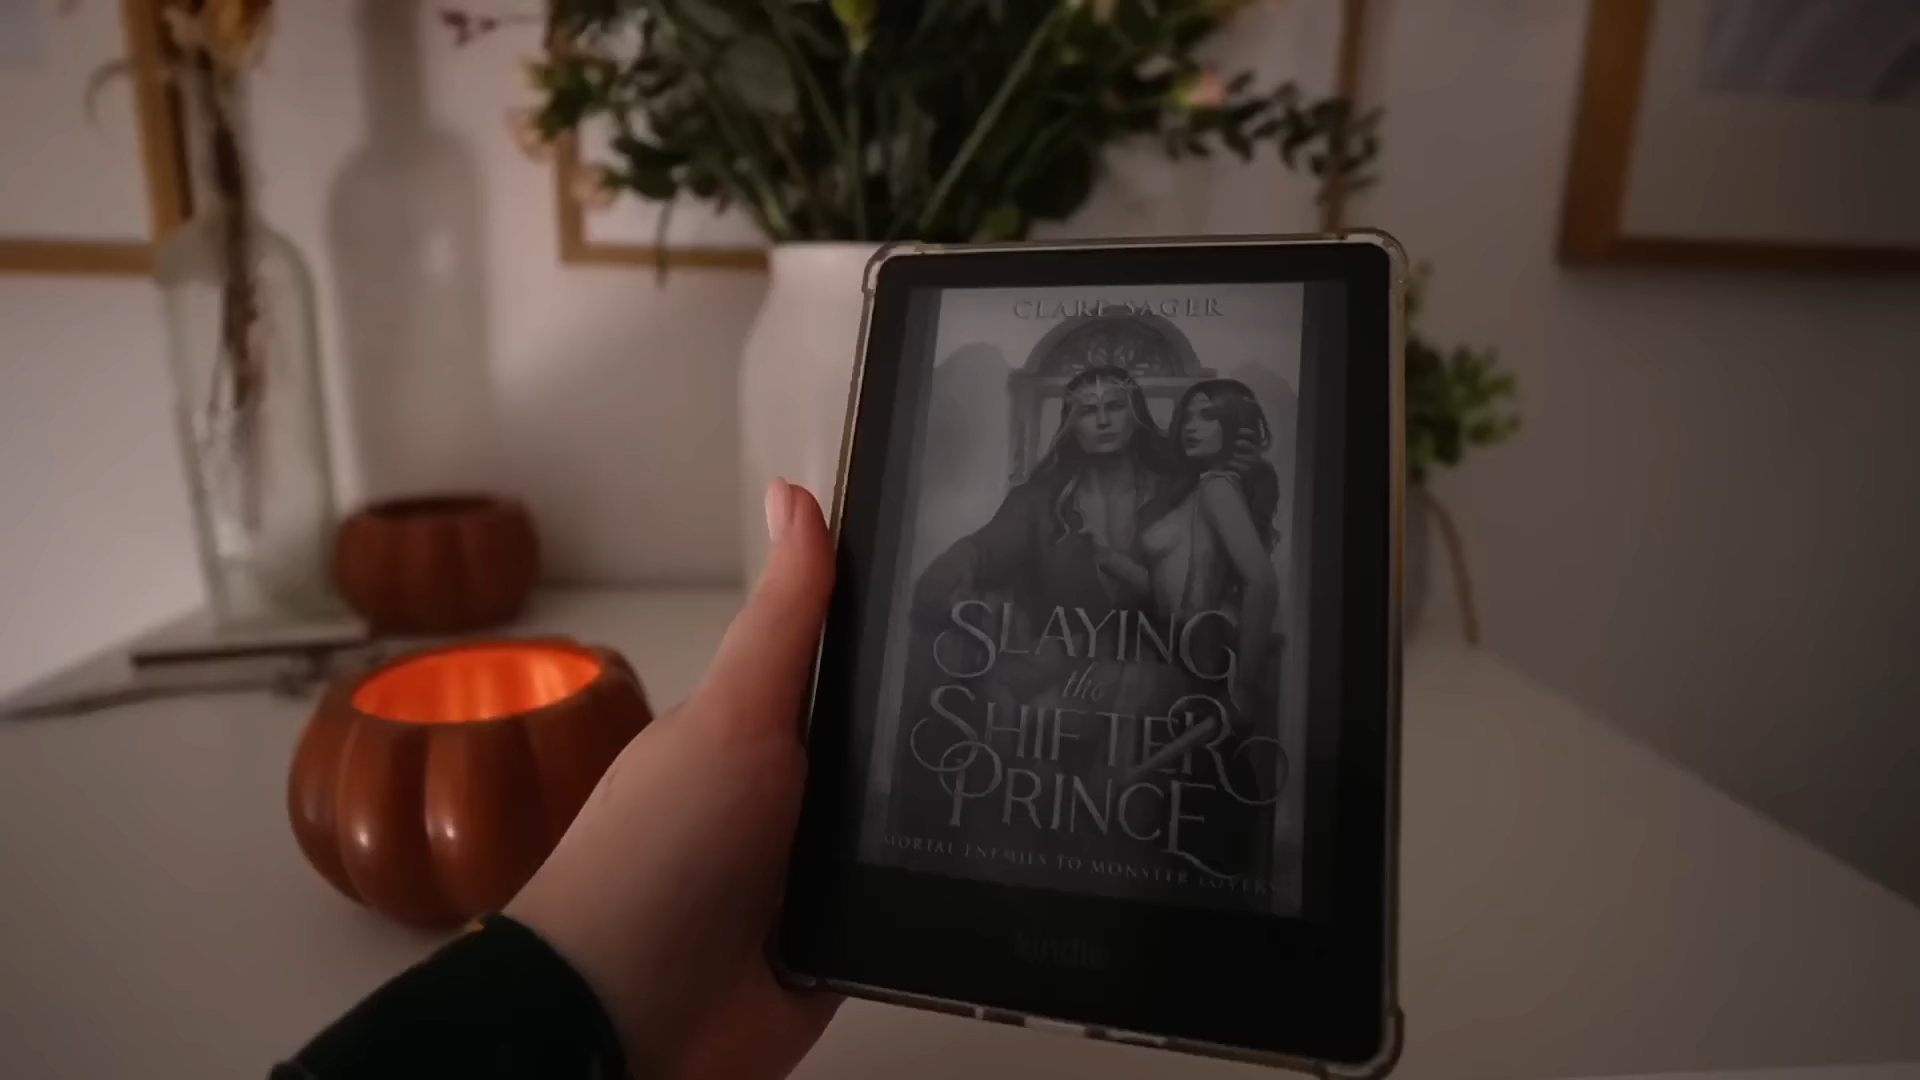 CLARE SAGER
SLAYING
the
SHIFTER
PRINCE
MORTAL ENEMIES TO MONSTER LOVERS
kindle